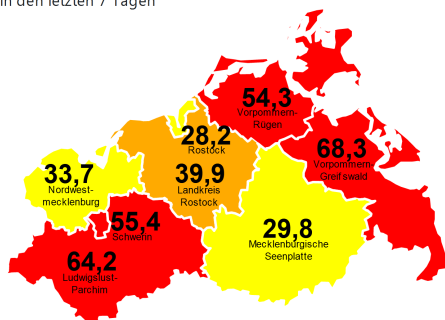 in den letzten 7 Tagen
54,3
Vorpommern-
Rügen
28,2
Rostock
68,3
Vorpommern-
Greifswald
33,7
Nordwest-
mecklenburg
39,9
Landkreis
Rostock
55,4
Schwerin
29,8
Mecklenburgische
Seenplatte
64,2
Ludwigslust-
Parchim